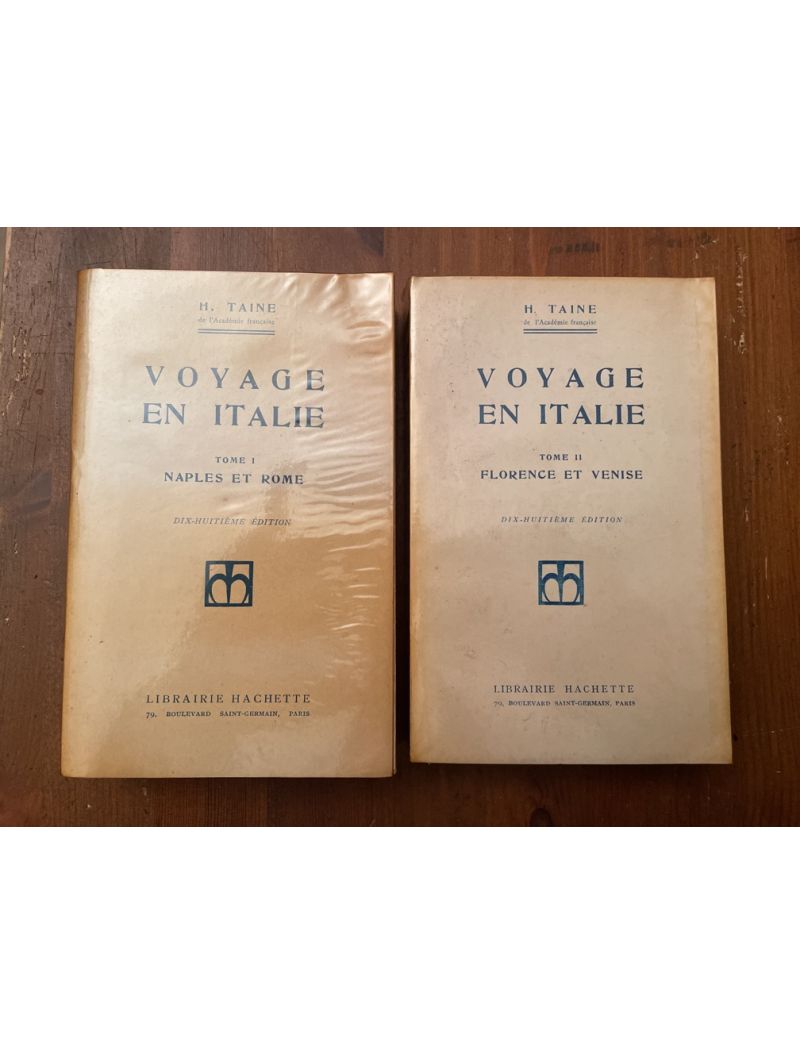 H. TAINE
de l'Académie française
VOYAGE
EN ITALIE
TOME I
NAPLES ET ROME
DIX-HUITIÈME ÉDITION
LIBRAIRIE HACHETTE
79, BOULEVARD SAINT-GERMAIN, PARIS
H. TAINE
de l'Académie française
VOYAGE
EN ITALIE
TOME II
FLORENCE ET VENISE
DIX-HUITIÈME ÉDITION
LIBRAIRIE HACHETTE
79, BOULEVARD SAINT-GERMAIN, PARIS